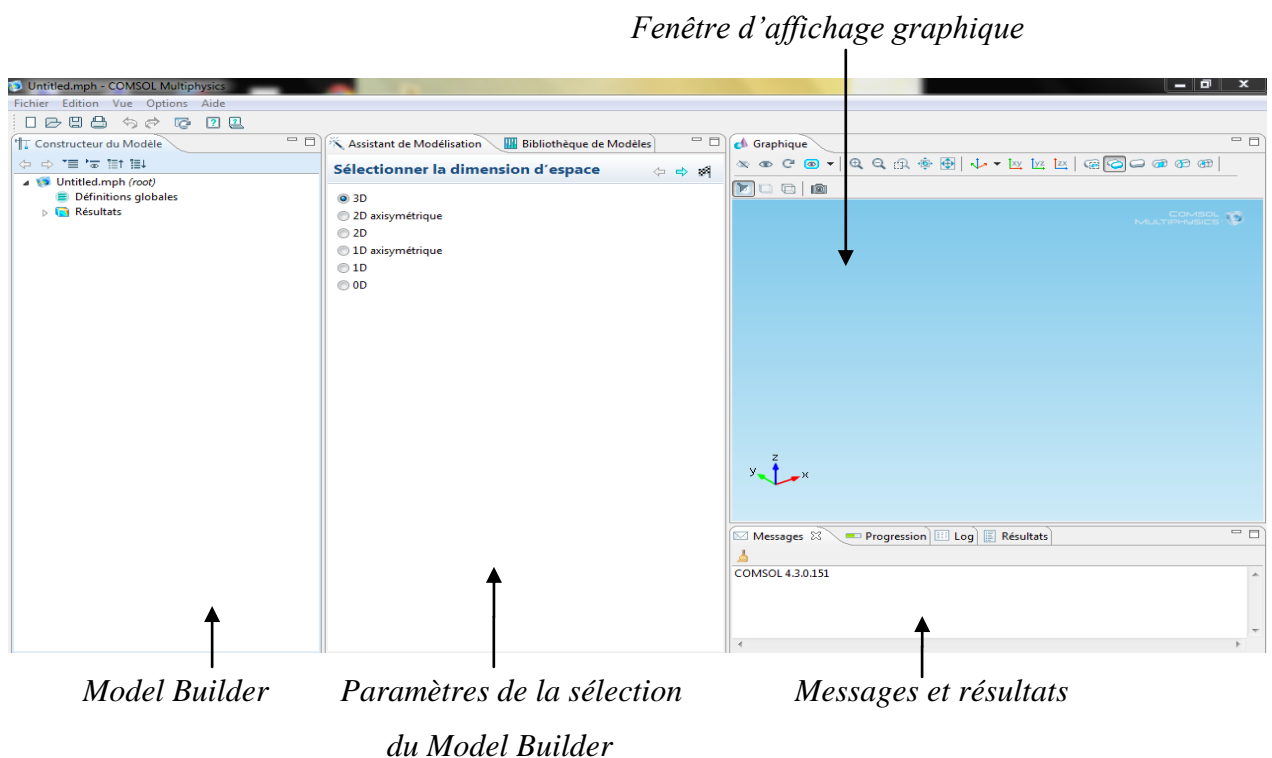 Fenêtre d’affichage graphique
Untitled.mph - COMSOL Multiphysics
Fichier Edition Vue Options Aide
Constructeur du Modèle
Untitled.mph (root)
Définitions globales
Résultats
Assistant de Modélisation Bibliothèque de Modèles
Sélectionner la dimension d'espace
3D
2D axisymétrique
2D
1D axisymétrique
1D
0D
Graphique
xy yz zx
COMSOL
MULTIPHYSICS
z
y x
Messages Progression Log Résultats
COMSOL 4.3.0.151
Model Builder
Paramètres de la sélection
du Model Builder
Messages et résultats